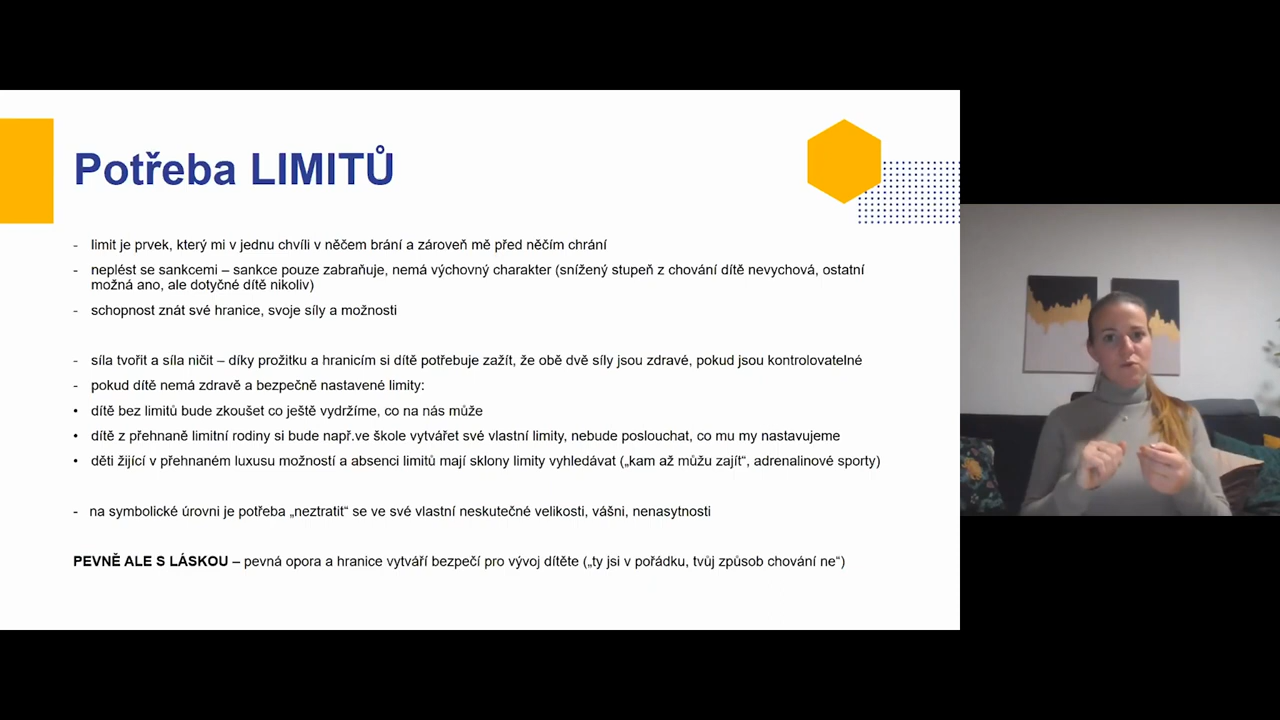 Potřeba LIMITŮ
- limit je prvek, který mi v jednu chvíli v něčem brání a zároveň mě před něčím chrání
- neplést se sankcemi – sankce pouze zabraňuje, nemá výchovný charakter (snížený stupeň z chování dítě nevychová, ostatní
možná ano, ale dotyčné dítě nikoliv)
- schopnost znát své hranice, svoje síly a možnosti
- síla tvořit a síla ničit – díky prožitku a hranicím si dítě potřebuje zažít, že obě dvě síly jsou zdravé, pokud jsou kontrolovatelné
- pokud dítě nemá zdravě a bezpečně nastavené limity:
• dítě bez limitů bude zkoušet co ještě vydržíme, co na nás může
• dítě z přehnaně limitní rodiny si bude např.ve škole vytvářet své vlastní limity, nebude poslouchat, co mu my nastavujeme
• děti žijící v přehnaném luxusu možností a absenci limitů mají sklony limity vyhledávat („kam až můžu zajít“, adrenalinové sporty)
- na symbolické úrovni je potřeba „neztratit“ se ve své vlastní neskutečné velikosti, vášni, nenasytnosti
PEVNĚ ALE S LÁSKOU – pevná opora a hranice vytváří bezpečí pro vývoj dítěte („ty jsi v pořádku, tvůj způsob chování ne“)